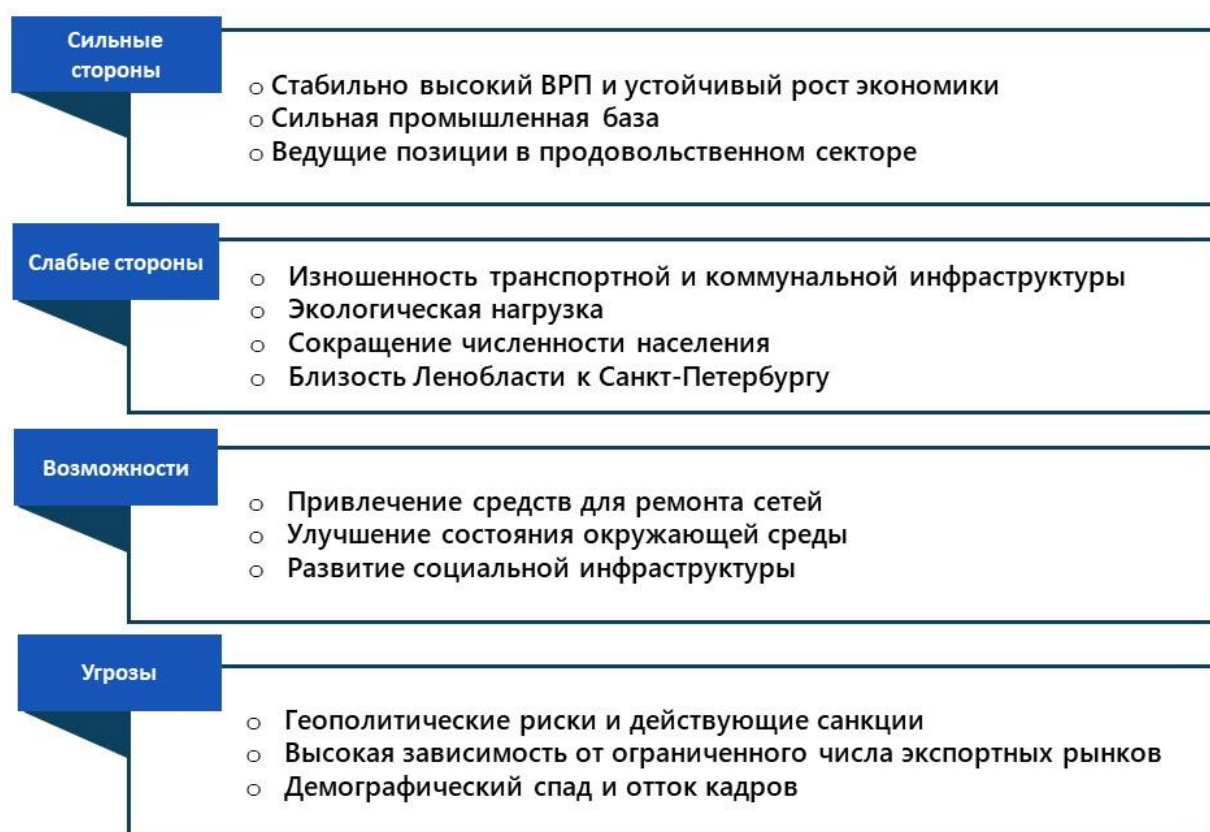 Сильные
стороны
o Стабильно высокий ВРП и устойчивый рост экономики
o Сильная промышленная база
o Ведущие позиции в продовольственном секторе
Слабые стороны
o Изношенность транспортной и коммунальной инфраструктуры
o Экологическая нагрузка
o Сокращение численности населения
o Близость Ленобласти к Санкт-Петербургу
Возможности
o Привлечение средств для ремонта сетей
o Улучшение состояния окружающей среды
o Развитие социальной инфраструктуры
Угрозы
o Геополитические риски и действующие санкции
o Высокая зависимость от ограниченного числа экспортных рынков
o Демографический спад и отток кадров